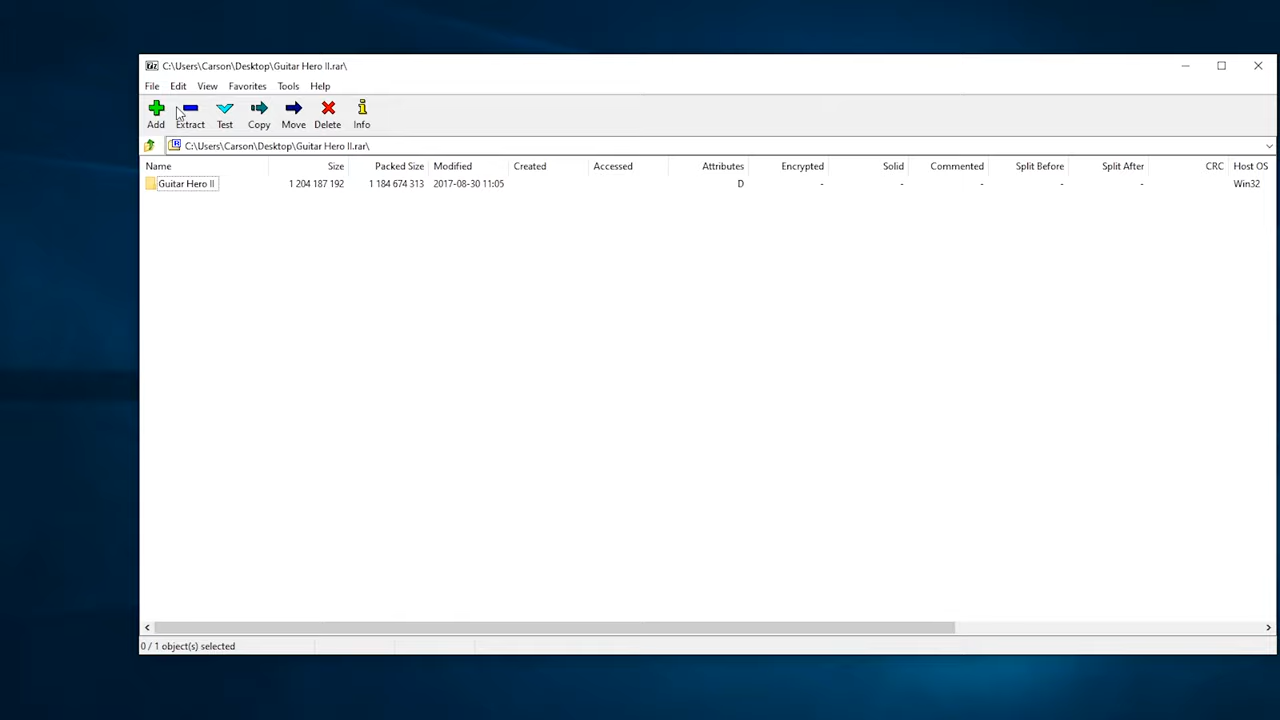 C:\Users\Carson\Desktop\Guitar Hero II.rar\
File Edit View Favorites Tools Help
Add Extract Test Copy Move Delete Info
C:\Users\Carson\Desktop\Guitar Hero II.rar\
Name Size Packed Size Modified Created Accessed Attributes Encrypted Solid Commented Split Before Split After CRC Host OS
Guitar Hero II 1 204 187 192 1 184 674 313 2017-08-30 11:05 D - - - - - Win32
0 / 1 object(s) selected